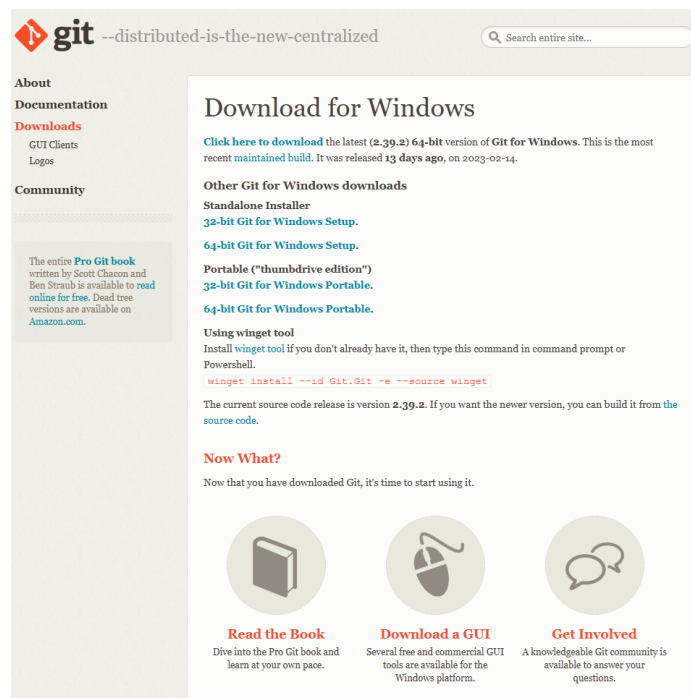 git --distributed-is-the-new-centralized
Search entire site...
About
Documentation
Downloads
GUI Clients
Logos
Community
The entire Pro Git book
written by Scott Chacon and
Ben Straub is available to read
online for free. Dead tree
versions are available on
Amazon.com.
Download for Windows
Click here to download the latest (2.39.2) 64-bit version of Git for Windows. This is the most
recent maintained build. It was released 13 days ago, on 2023-02-14.
Other Git for Windows downloads
Standalone Installer
32-bit Git for Windows Setup.
64-bit Git for Windows Setup.
Portable ("thumbdrive edition")
32-bit Git for Windows Portable.
64-bit Git for Windows Portable.
Using winget tool
Install winget tool if you don't already have it, then type this command in command prompt or
Powershell.
winget install --id Git.Git -e --source winget
The current source code release is version 2.39.2. If you want the newer version, you can build it from the
source code.
Now What?
Now that you have downloaded Git, it's time to start using it.
Read the Book
Dive into the Pro Git book and
learn at your own pace.
Download a GUI
Several free and commercial GUI
tools are available for the
Windows platform.
Get Involved
A knowledgeable Git community is
available to answer your
questions.